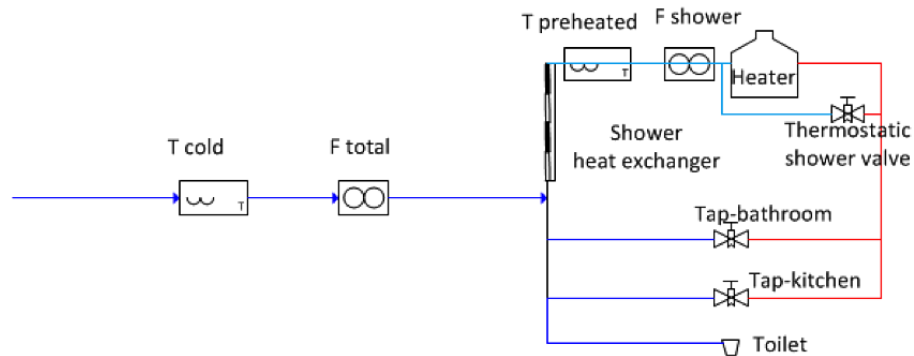 T preheated
F shower
T
Heater
Shower
heat exchanger
Thermostatic
shower valve
T cold
F total
T
Tap-bathroom
Tap-kitchen
Toilet